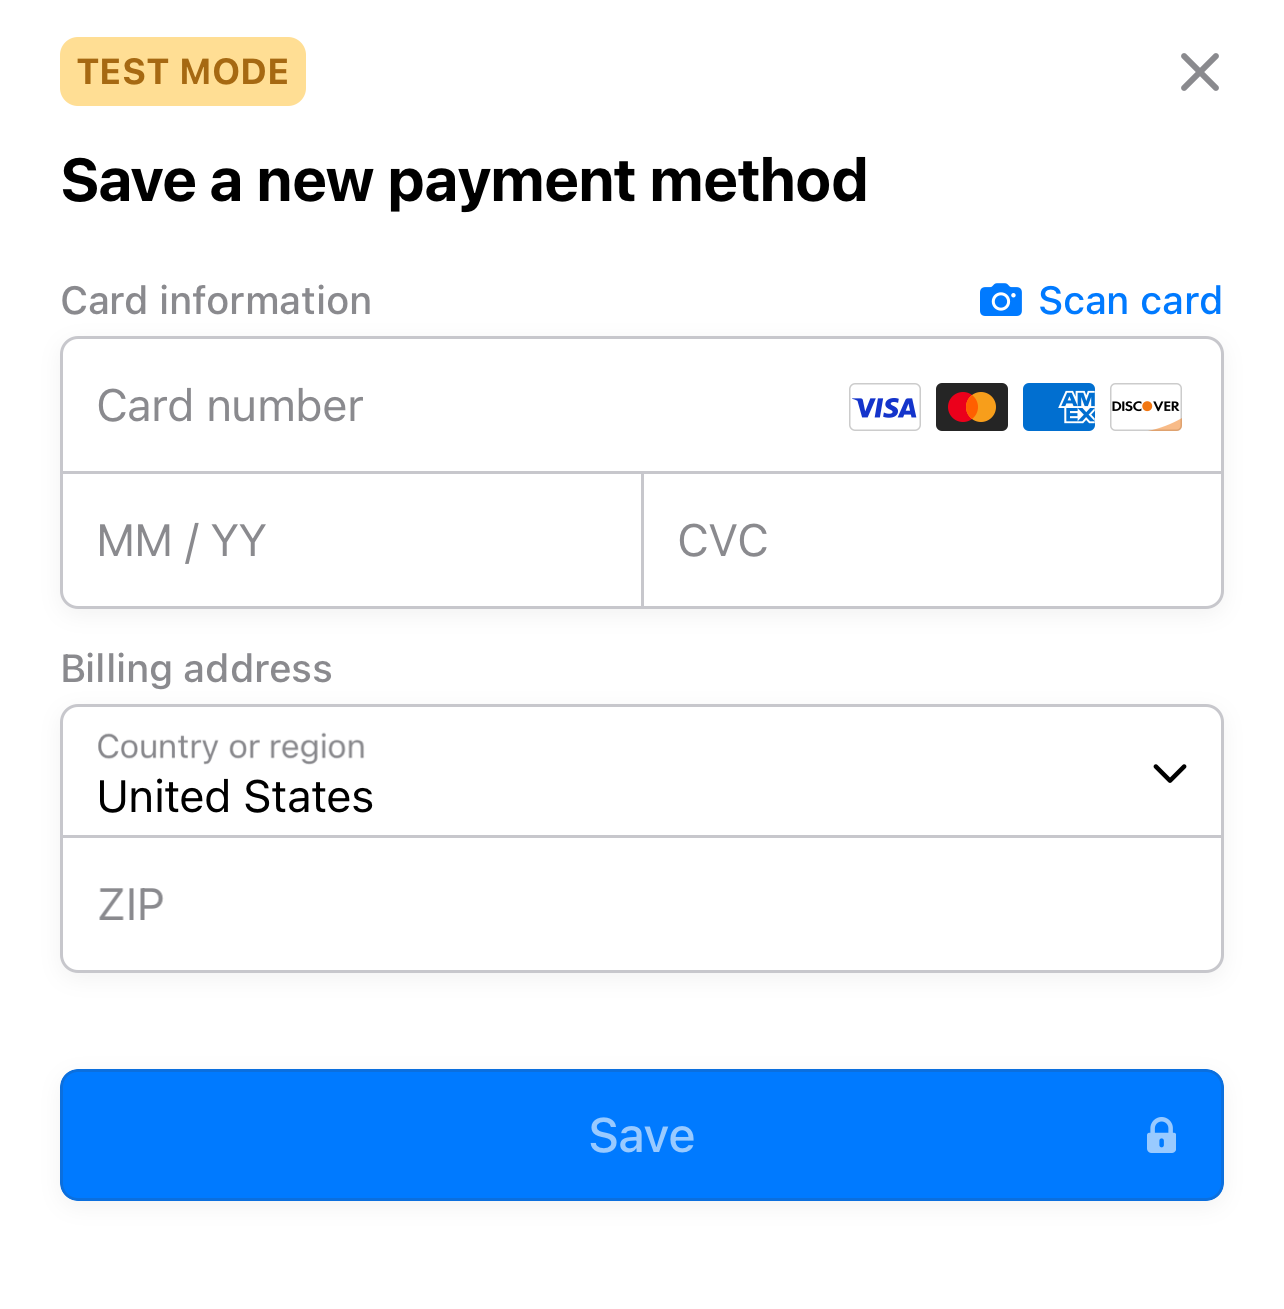 TEST MODE
Save a new payment method
Card information
Scan card
Card number
VISA
AM
EX
DISCOVER
MM / YY
CVC
Billing address
Country or region
United States
ZIP
Save